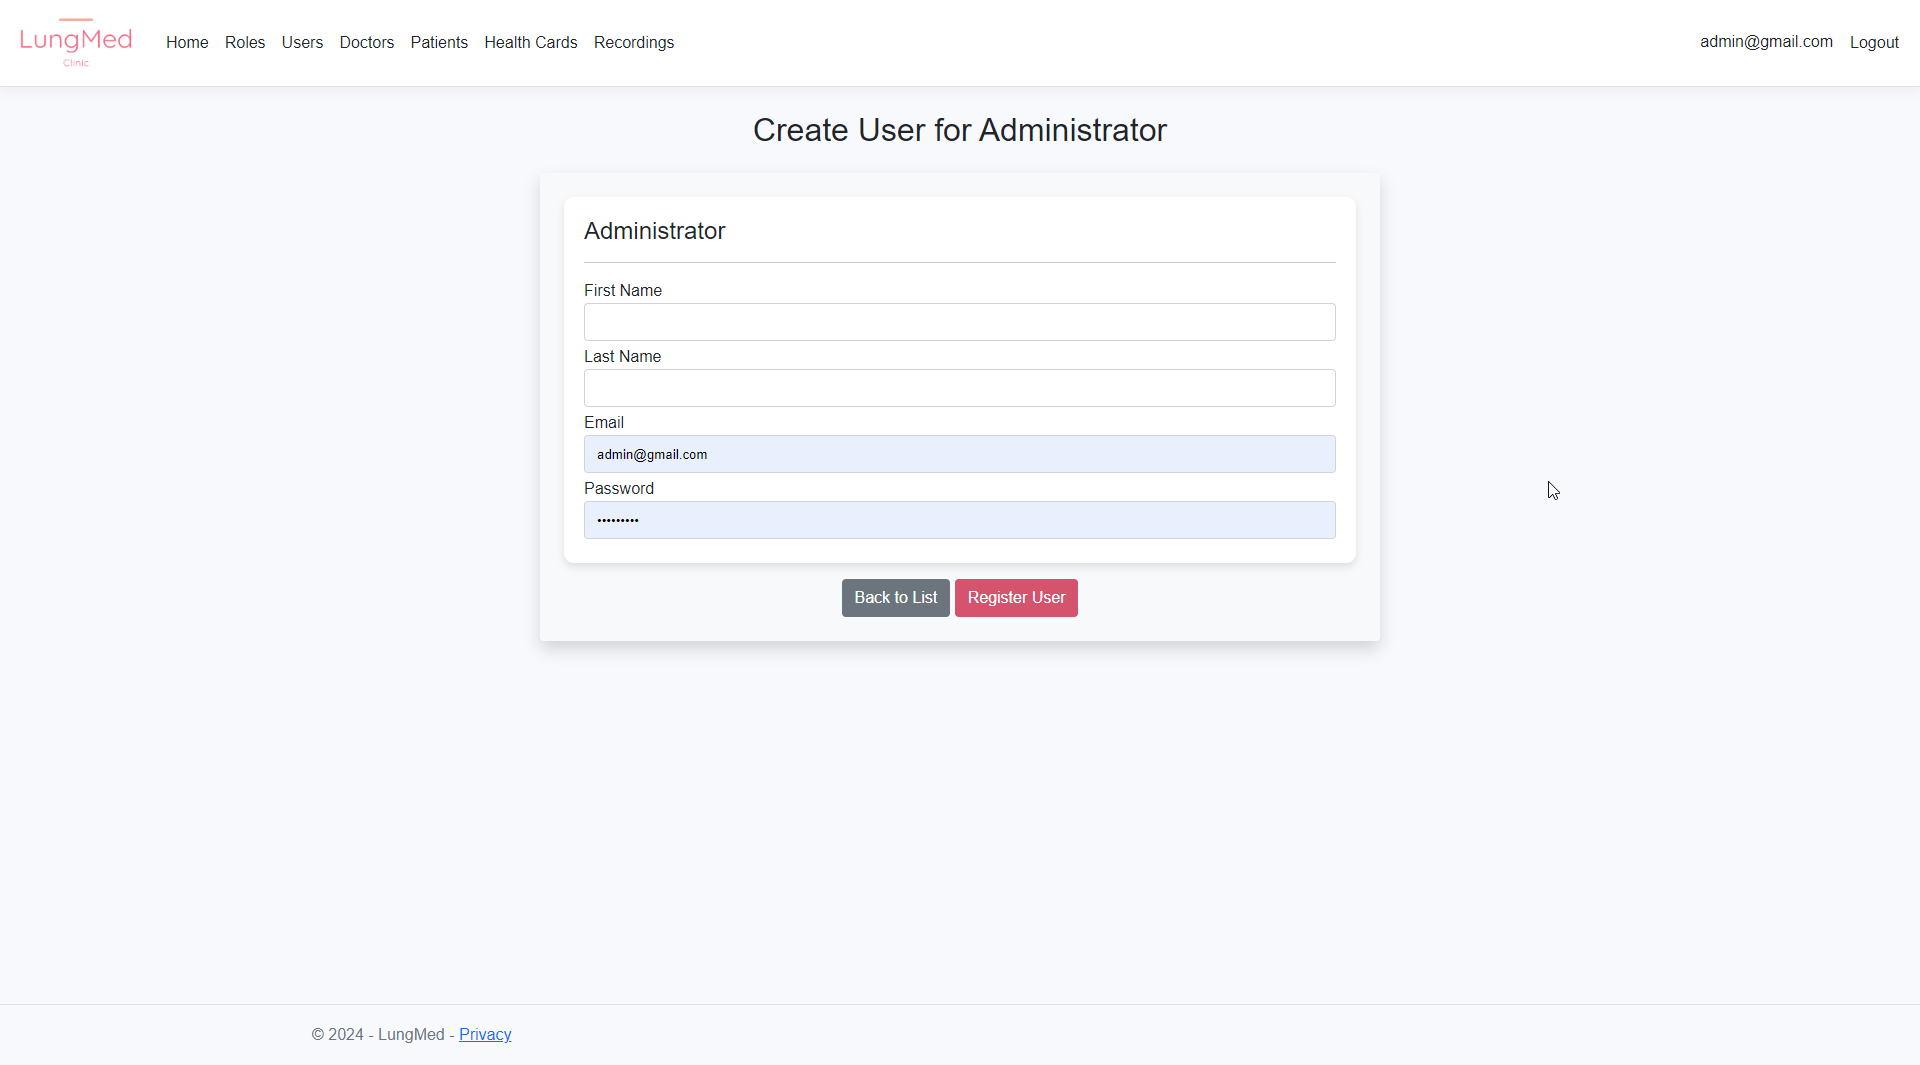 LungMed
Clinic
Home Roles Users Doctors Patients Health Cards Recordings
admin@gmail.com Logout
Create User for Administrator
Administrator
First Name
Last Name
Email
admin@gmail.com
Password
•••••••••
Back to List Register User
© 2024 - LungMed - Privacy